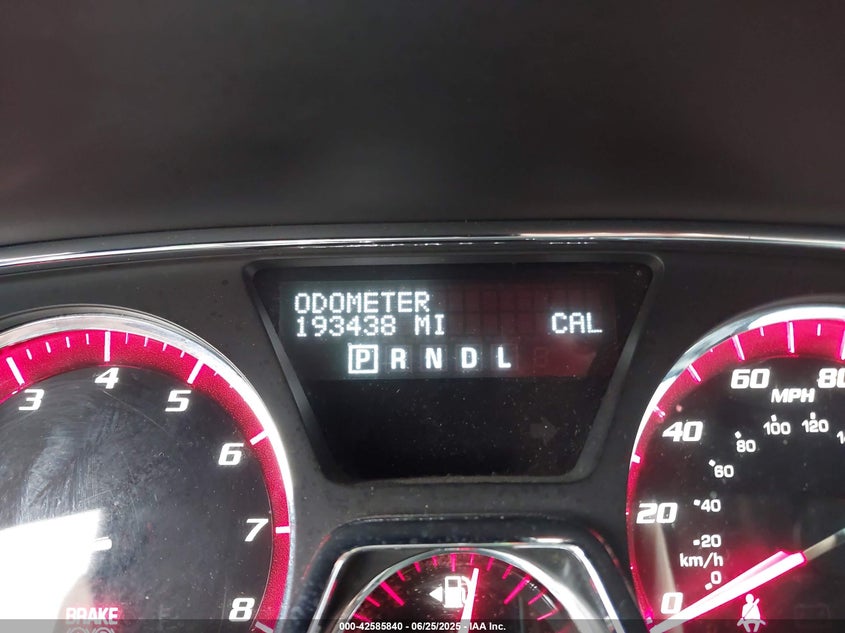 ODOMETER
193438 MI CAL
P R N D L
3 4 5 6 7 8
BRAKE
0 20 40 60 80
MPH
0 20 40 60 80 100 120
km/h
000-42585840 - 06/25/2025 - IAA Inc.